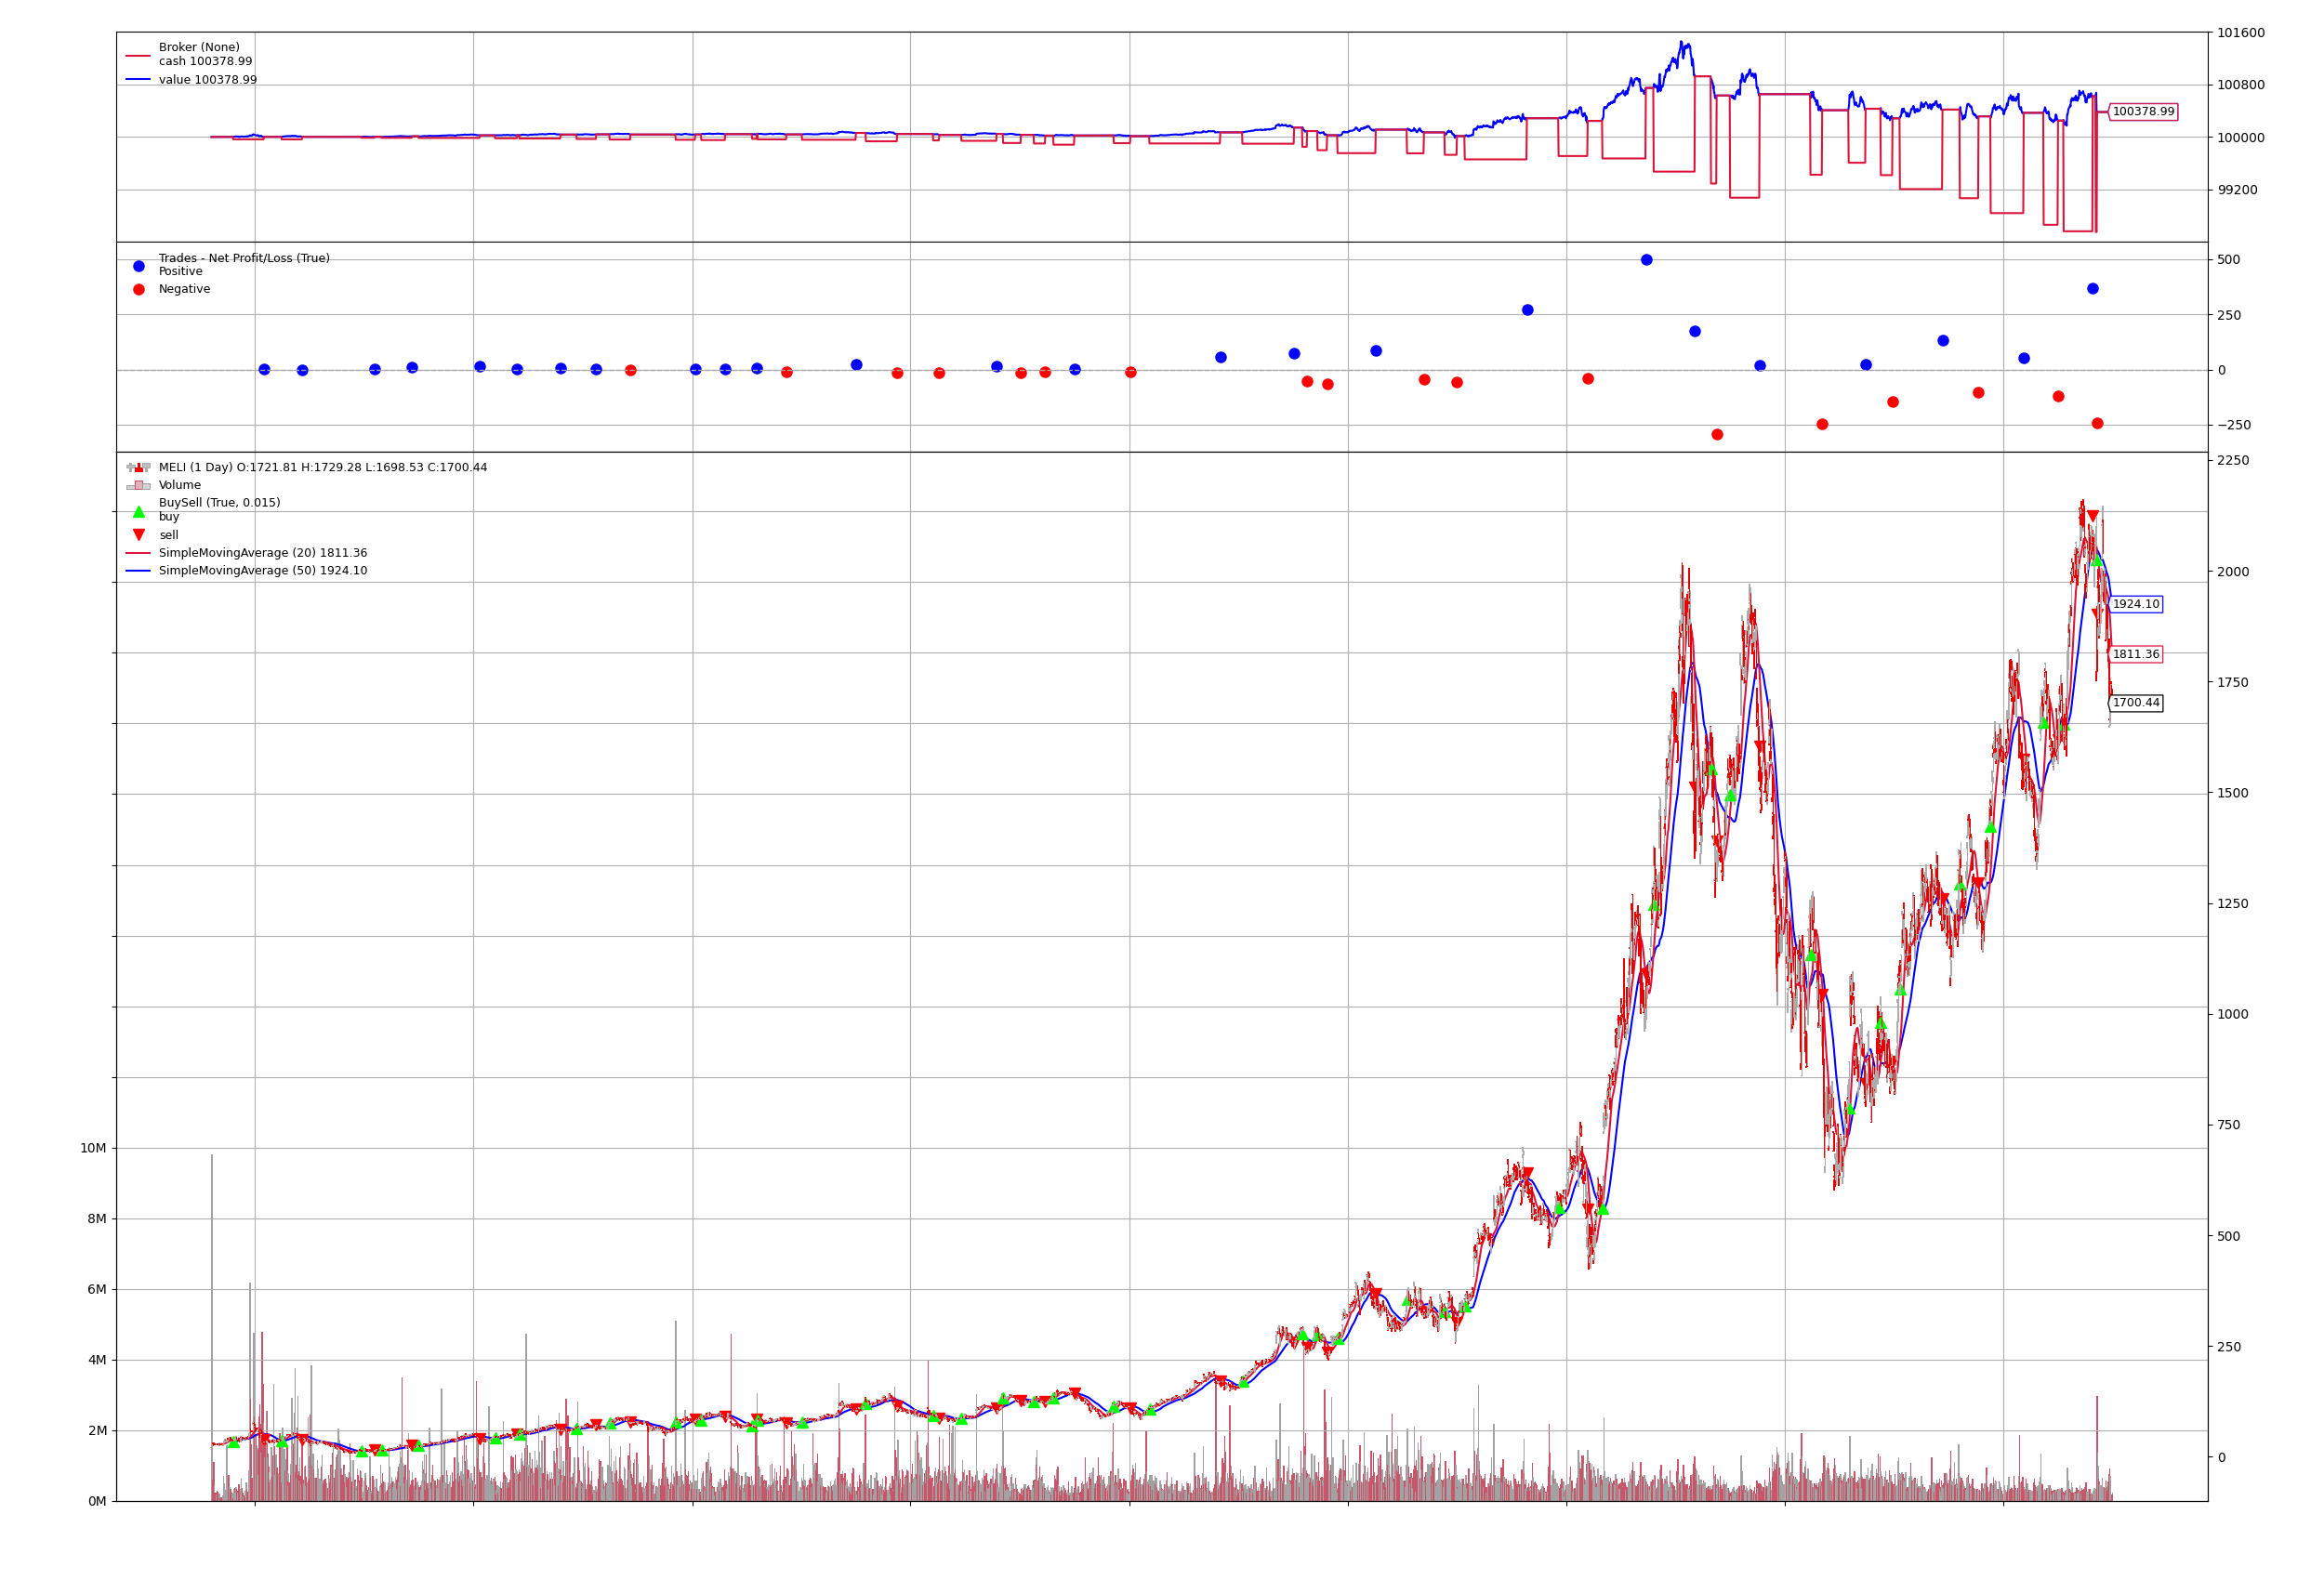 Broker (None)
cash 100378.99
value 100378.99
101600
100800
100378.99
100000
99200
Trades - Net Profit/Loss (True)
Positive
Negative
500
250
0
−250
MELI (1 Day) O:1721.81 H:1729.28 L:1698.53 C:1700.44
Volume
BuySell (True, 0.015)
buy
sell
SimpleMovingAverage (20) 1811.36
SimpleMovingAverage (50) 1924.10
2250
2000
1924.10
1811.36
1750
1700.44
1500
1250
1000
750
500
250
0
10M
8M
6M
4M
2M
0M